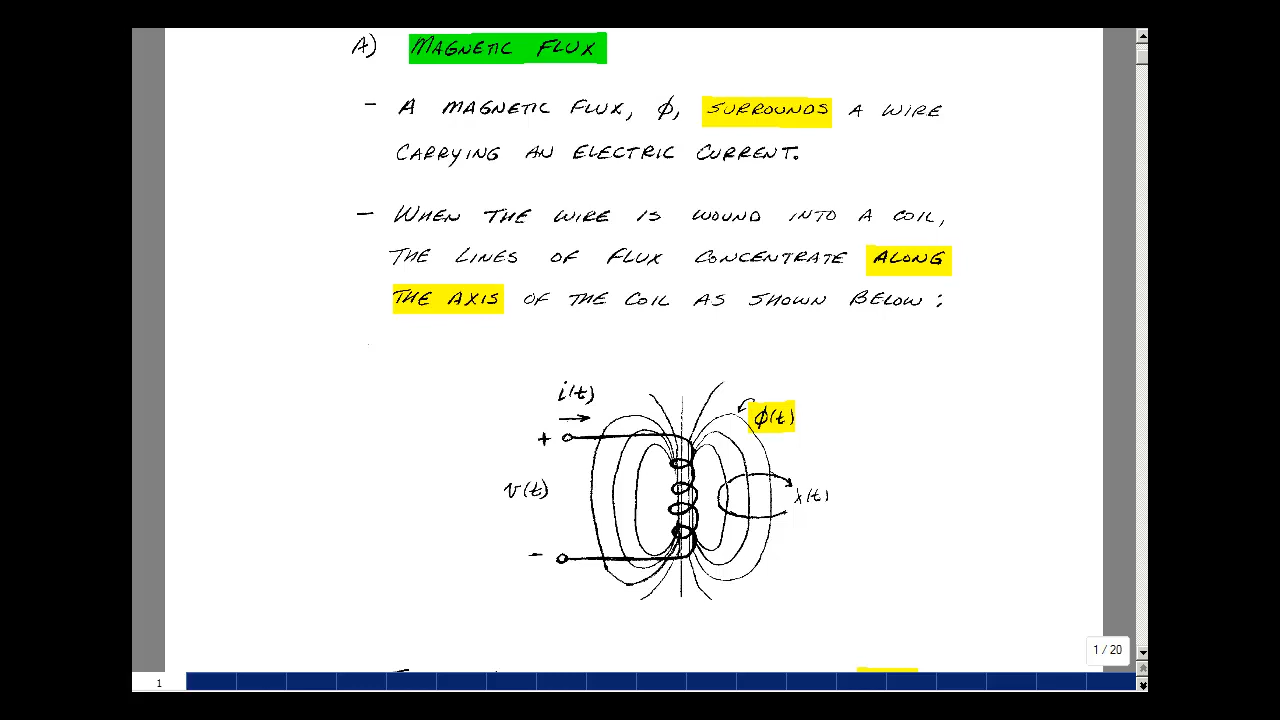 A) MAGNETIC FLUX
- A MAGNETIC FLUX, ϕ, SURROUNDS A WIRE
CARRYING AN ELECTRIC CURRENT.
- WHEN THE WIRE IS WOUND INTO A COIL,
THE LINES OF FLUX CONCENTRATE ALONG
THE AXIS OF THE COIL AS SHOWN BELOW:
i(t)
ϕ(t)
+
v(t)
λ(t)
-
1 / 20
1